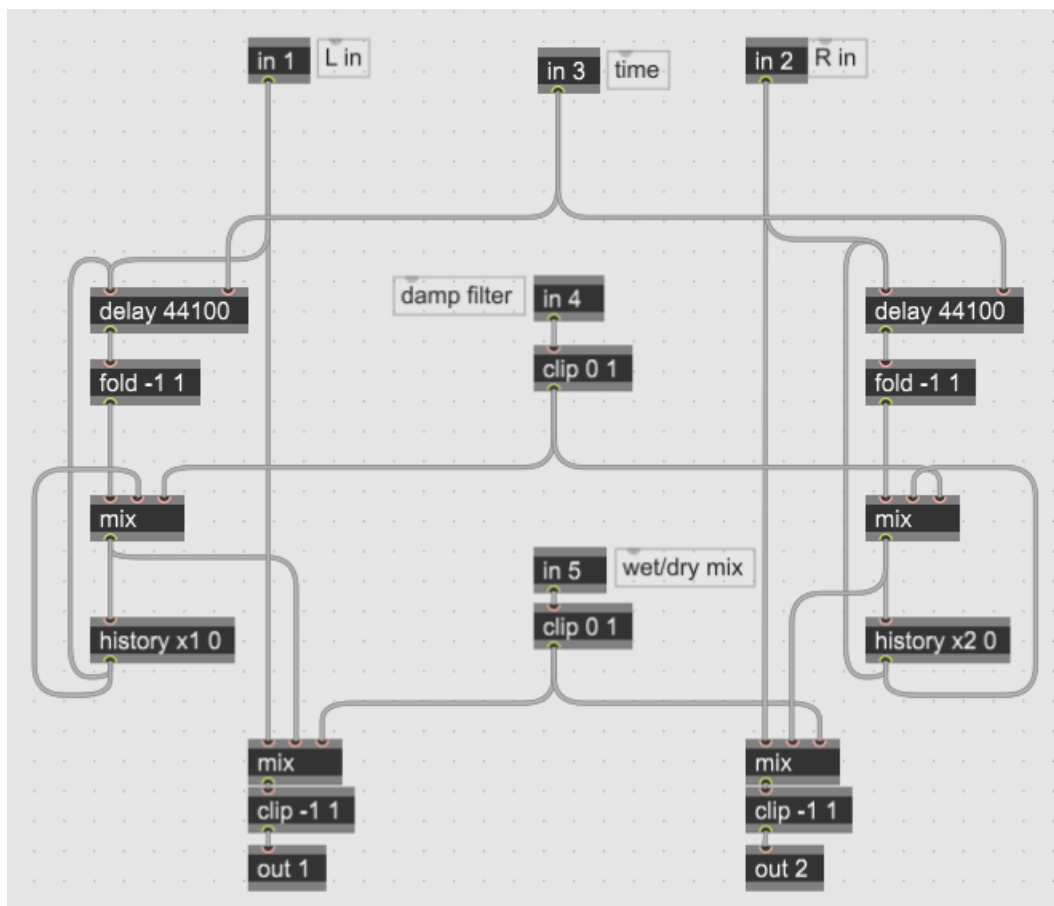 in 1
L in
in 3
time
in 2
R in
delay 44100
damp filter
in 4
delay 44100
fold -1 1
clip 0 1
fold -1 1
mix
mix
in 5
wet/dry mix
history x1 0
clip 0 1
history x2 0
mix
mix
clip -1 1
clip -1 1
out 1
out 2